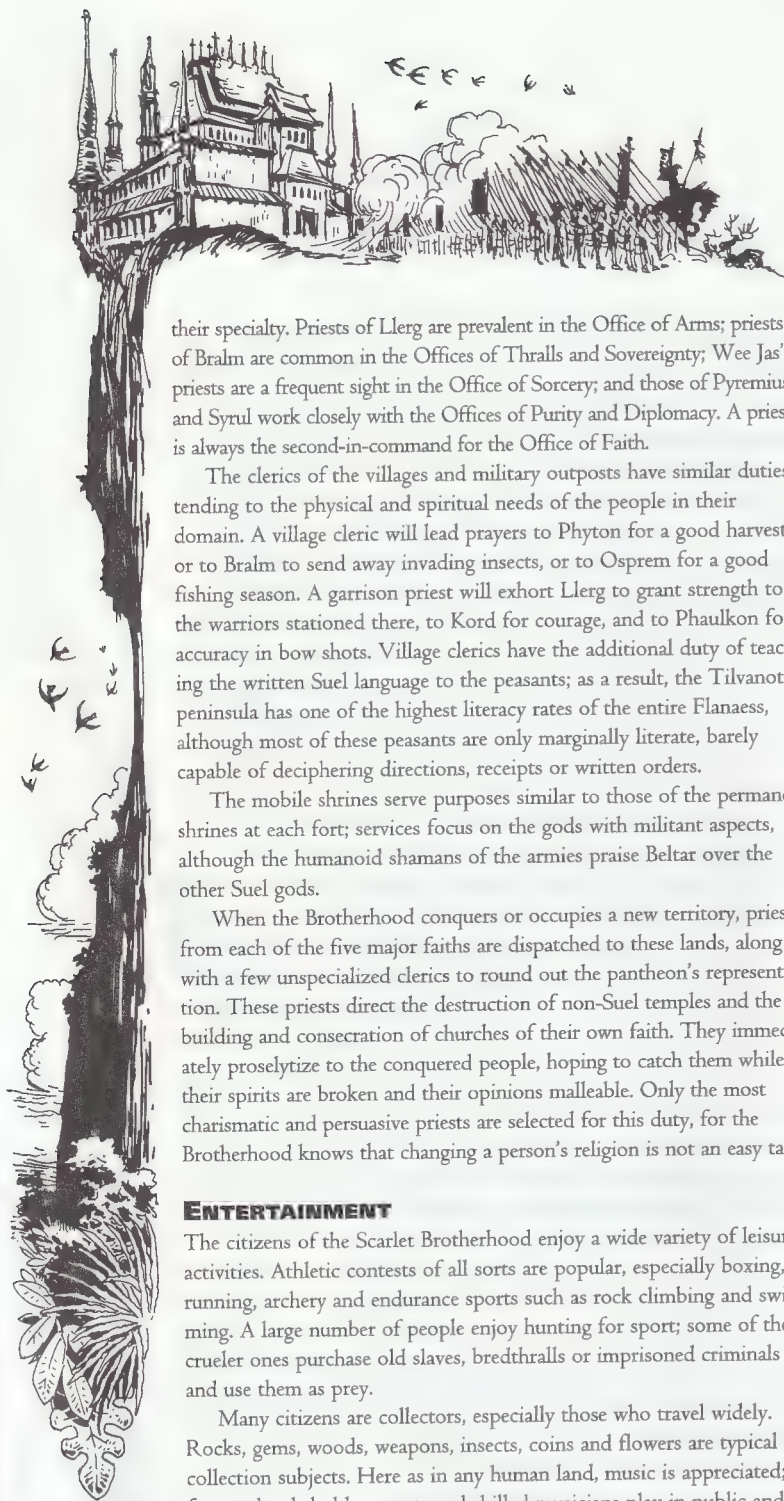 their specialty. Priests of Llerg are prevalent in the Office of Arms; priests
of Bralm are common in the Offices of Thralls and Sovereignty; Wee Jas'
priests are a frequent sight in the Office of Sorcery; and those of Pyremius
and Syrul work closely with the Offices of Purity and Diplomacy. A pries
is always the second-in-command for the Office of Faith.
The clerics of the villages and military outposts have similar duties
tending to the physical and spiritual needs of the people in their
domain. A village cleric will lead prayers to Phyton for a good harvest
or to Bralm to send away invading insects, or to Osprem for a good
fishing season. A garrison priest will exhort Llerg to grant strength to
the warriors stationed there, to Kord for courage, and to Phaulkon fo
accuracy in bow shots. Village clerics have the additional duty of teac
ing the written Suel language to the peasants; as a result, the Tilvanot
peninsula has one of the highest literacy rates of the entire Flanaess,
although most of these peasants are only marginally literate, barely
capable of deciphering directions, receipts or written orders.
The mobile shrines serve purposes similar to those of the permane
shrines at each fort; services focus on the gods with militant aspects,
although the humanoid shamans of the armies praise Beltar over the
other Suel gods.
When the Brotherhood conquers or occupies a new territory, pries
from each of the five major faiths are dispatched to these lands, along
with a few unspecialized clerics to round out the pantheon's represent
tion. These priests direct the destruction of non-Suel temples and the
building and consecration of churches of their own faith. They immed
ately proselytize to the conquered people, hoping to catch them while
their spirits are broken and their opinions malleable. Only the most
charismatic and persuasive priests are selected for this duty, for the
Brotherhood knows that changing a person's religion is not an easy ta
ENTERTAINMENT
The citizens of the Scarlet Brotherhood enjoy a wide variety of leisur
activities. Athletic contests of all sorts are popular, especially boxing,
running, archery and endurance sports such as rock climbing and swi
ming. A large number of people enjoy hunting for sport; some of the
crueler ones purchase old slaves, bredthralls or imprisoned criminals
and use them as prey.
Many citizens are collectors, especially those who travel widely.
Rocks, gems, woods, weapons, insects, coins and flowers are typical
collection subjects. Here as in any human land, music is appreciated;
skilled musicians play in public and